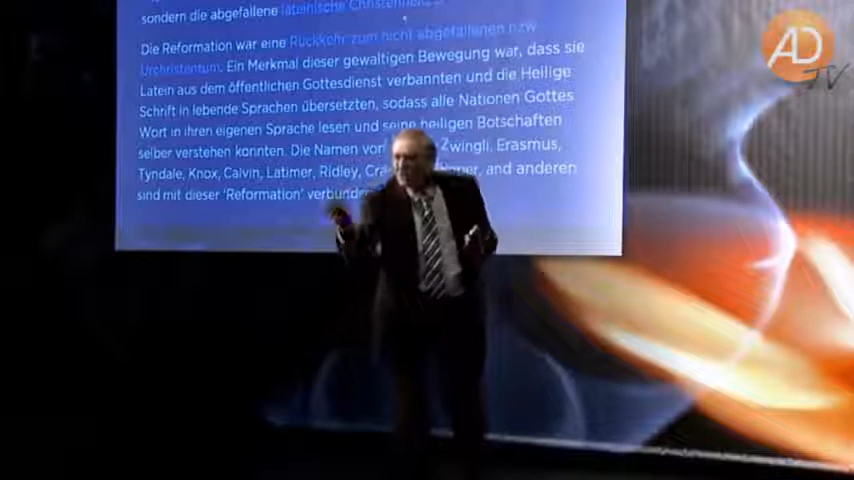 sondern die abgefallene lateinische Christenheit
AD
TV
Die Reformation war eine Rückkehr zum nicht abgefallenen bzw
Urchristentum. Ein Merkmal dieser gewaltigen Bewegung war, dass sie
Latein aus dem öffentlichen Gottesdienst verbannten und die Heilige
Schrift in lebende Sprachen übersetzten, sodass alle Nationen Gottes
Wort in ihren eigenen Sprache lesen und seine heiligen Botschaften
selber verstehen konnten. Die Namen von Zwingli, Erasmus,
Tyndale, Knox, Calvin, Latimer, Ridley, and anderen
sind mit dieser 'Reformation'